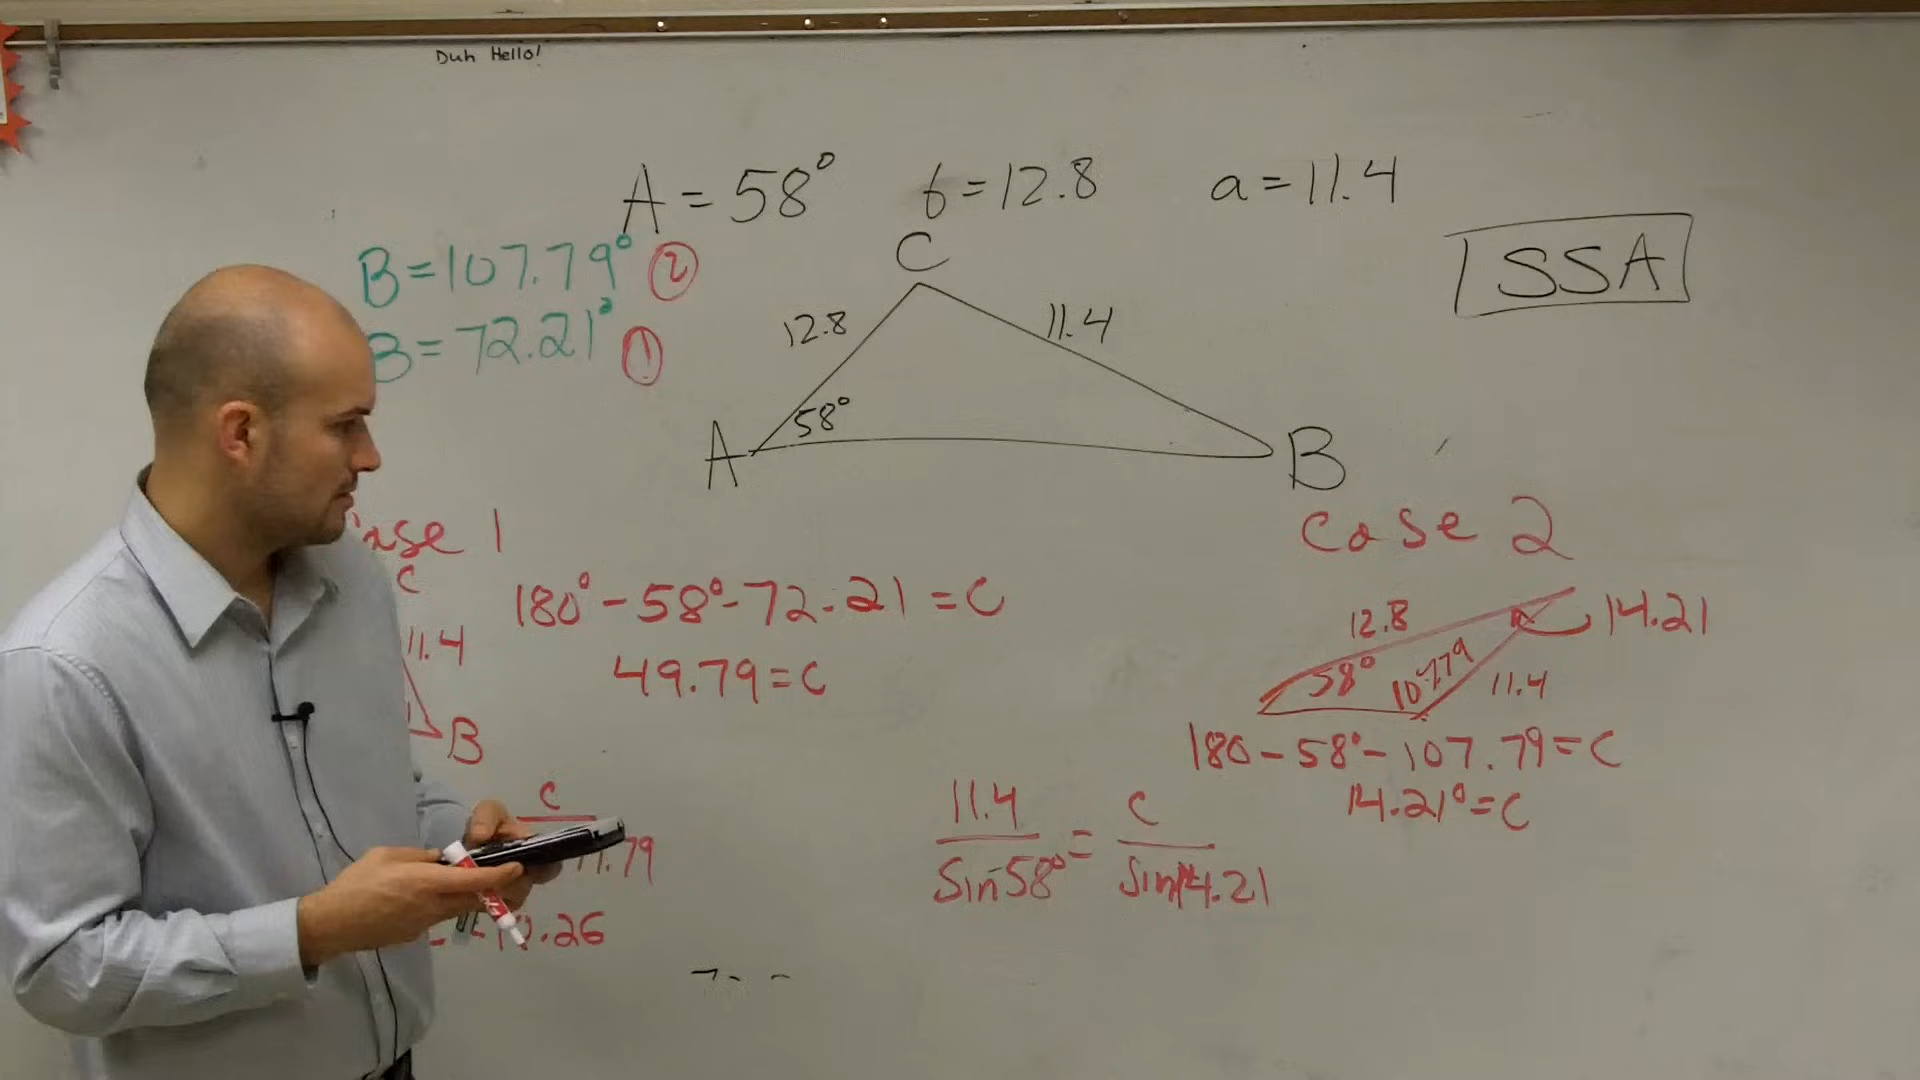 Duh Hello!
A = 58° b = 12.8 a = 11.4
SSA
B = 107.79° ②
B = 72.21° ①
C
12.8 11.4
58°
A B
Case 1
C
11.4
B
180° - 58° - 72.21 = C
49.79 = C
c
.79
.26
Case 2
12.8 14.21
58° 107.79 11.4
180 - 58° - 107.79 = C
14.21° = C
11.4 = c
Sin 58° Sin 14.21